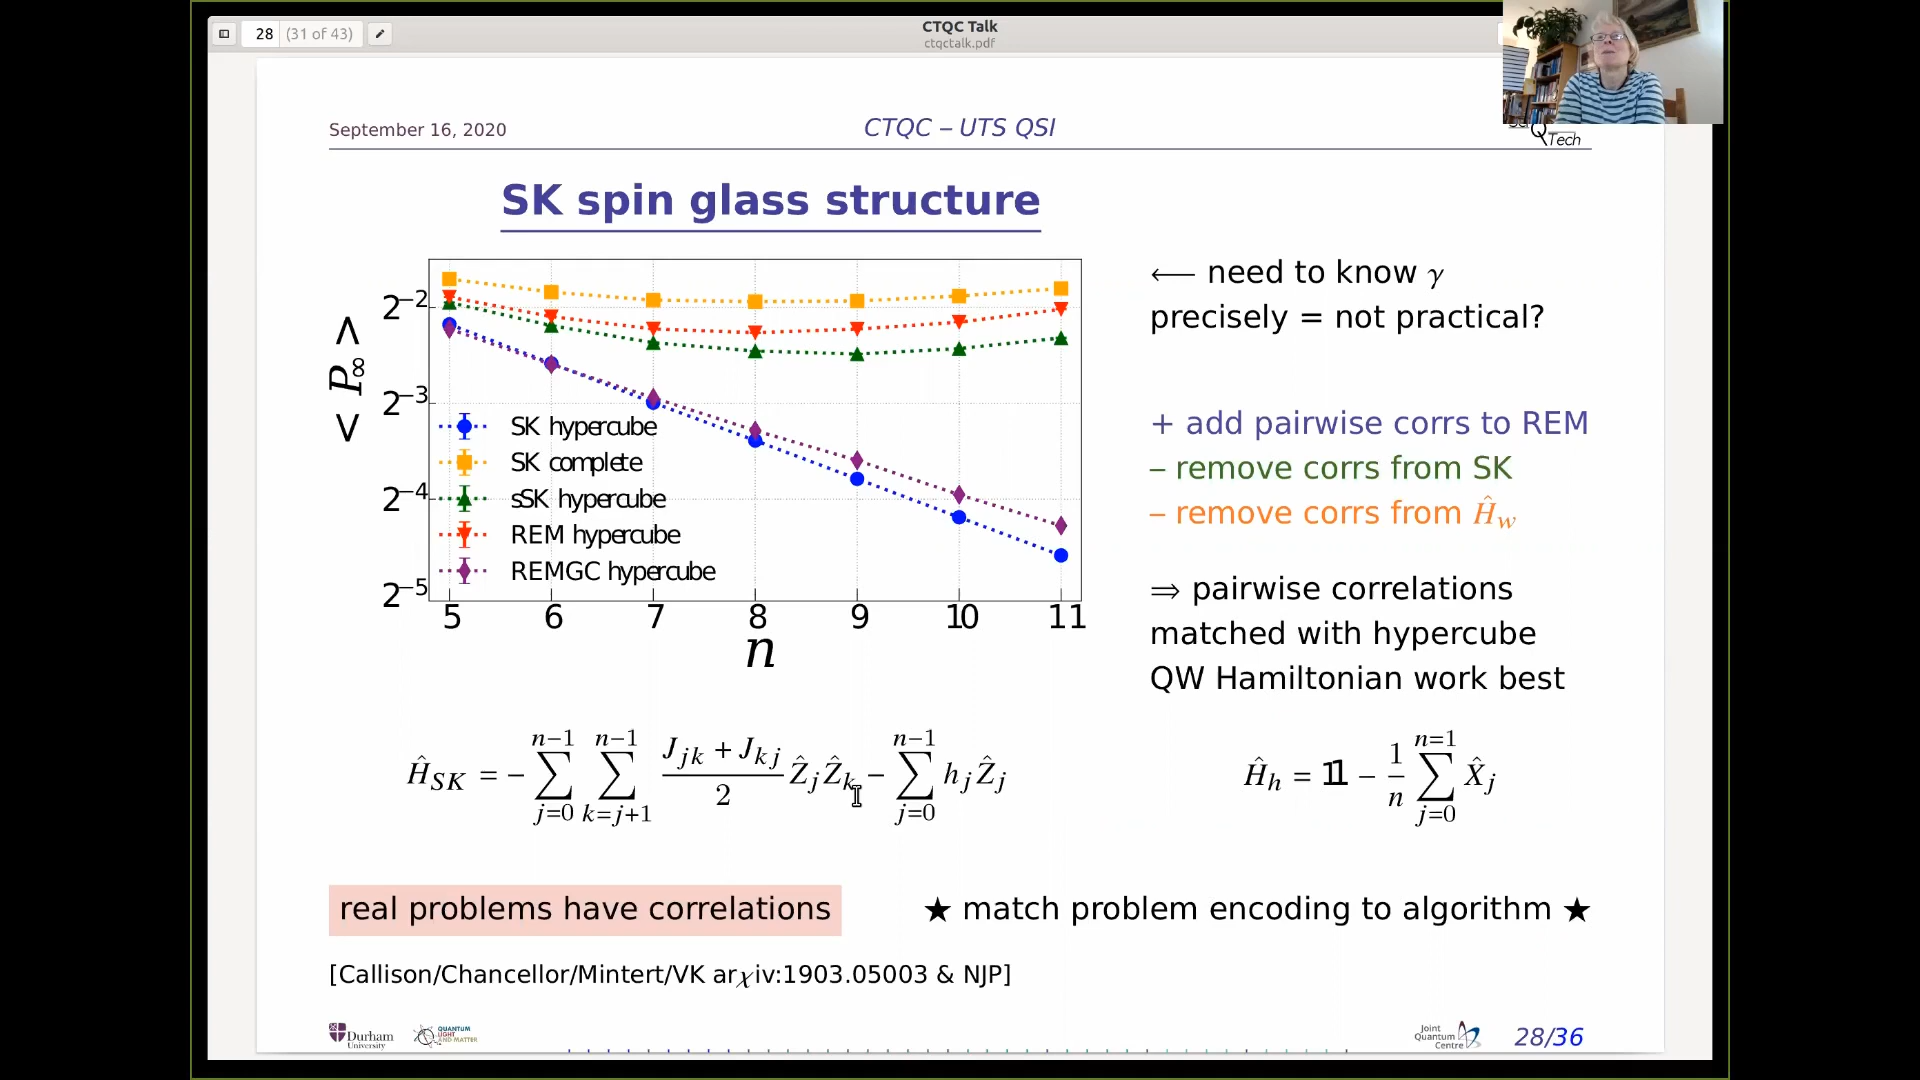 28 (31 of 43)
CTQC Talk
ctqctalk.pdf
September 16, 2020
CTQC – UTS QSI
Tech
SK spin glass structure
< P∞ >
2⁻²
2⁻³
2⁻⁴
2⁻⁵
SK hypercube
SK complete
sSK hypercube
REM hypercube
REMGC hypercube
5 6 7 8 9 10 11
n
⟵ need to know γ
precisely = not practical?
+ add pairwise corrs to REM
– remove corrs from SK
– remove corrs from Ĥ_w
⇒ pairwise correlations
matched with hypercube
QW Hamiltonian work best
Ĥ_SK = − ∑_{j=0}^{n−1} ∑_{k=j+1}^{n−1} (J_jk + J_kj)/2 Ẑ_j Ẑ_k − ∑_{j=0}^{n−1} h_j Ẑ_j
Ĥ_h = 𝟙 − 1/n ∑_{j=0}^{n=1} X̂_j
real problems have correlations
★ match problem encoding to algorithm ★
[Callison/Chancellor/Mintert/VK arχiv:1903.05003 & NJP]
Durham
University
QUANTUM
LIGHT
AND MATTER
Joint
Quantum
Centre
28/36